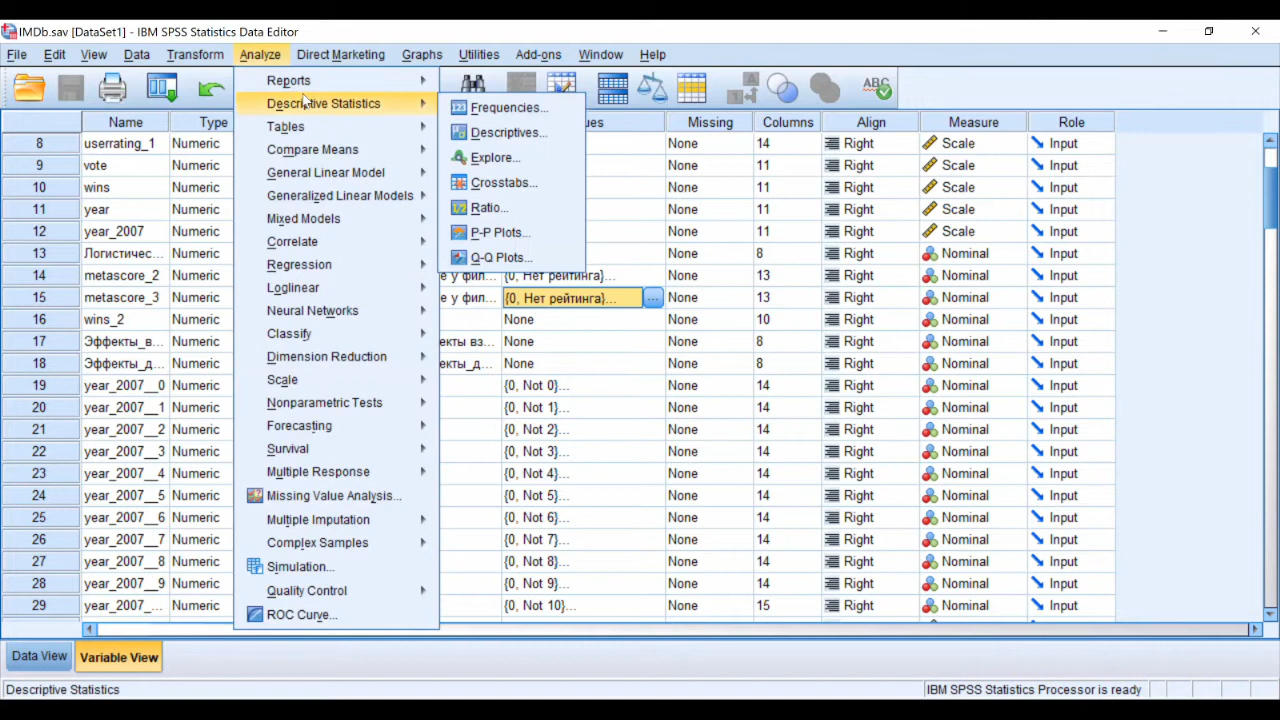 IMDb.sav [DataSet1] - IBM SPSS Statistics Data Editor
File Edit View Data Transform Analyze Direct Marketing Graphs Utilities Add-ons Window Help
Reports
Descriptive Statistics
Tables
Compare Means
General Linear Model
Generalized Linear Models
Mixed Models
Correlate
Regression
Loglinear
Neural Networks
Classify
Dimension Reduction
Scale
Nonparametric Tests
Forecasting
Survival
Multiple Response
Missing Value Analysis...
Multiple Imputation
Complex Samples
Simulation...
Quality Control
ROC Curve...
Frequencies...
Descriptives...
Explore...
Crosstabs...
Ratio...
P-P Plots...
Q-Q Plots...
ABC
Name Type ues Missing Columns Align Measure Role
8 userrating_1 Numeric None 14 Right Scale Input
9 vote Numeric None 11 Right Scale Input
10 wins Numeric None 11 Right Scale Input
11 year Numeric None 11 Right Scale Input
12 year_2007 Numeric None 11 Right Scale Input
13 Логистичес... Numeric None 8 Right Nominal Input
14 metascore_2 Numeric е у фил... {0, Нет рейтинга}... None 13 Right Nominal Input
15 metascore_3 Numeric е у фил... {0, Нет рейтинга}... ... None 13 Right Nominal Input
16 wins_2 Numeric None None 10 Right Nominal Input
17 Эффекты_в... Numeric екты вз... None None 8 Right Nominal Input
18 Эффекты_д... Numeric екты_д... None None 8 Right Nominal Input
19 year_2007__0 Numeric {0, Not 0}... None 14 Right Nominal Input
20 year_2007__1 Numeric {0, Not 1}... None 14 Right Nominal Input
21 year_2007__2 Numeric {0, Not 2}... None 14 Right Nominal Input
22 year_2007__3 Numeric {0, Not 3}... None 14 Right Nominal Input
23 year_2007__4 Numeric {0, Not 4}... None 14 Right Nominal Input
24 year_2007__5 Numeric {0, Not 5}... None 14 Right Nominal Input
25 year_2007__6 Numeric {0, Not 6}... None 14 Right Nominal Input
26 year_2007__7 Numeric {0, Not 7}... None 14 Right Nominal Input
27 year_2007__8 Numeric {0, Not 8}... None 14 Right Nominal Input
28 year_2007__9 Numeric {0, Not 9}... None 14 Right Nominal Input
29 year_2007_... Numeric {0, Not 10}... None 15 Right Nominal Input
Data View Variable View
Descriptive Statistics IBM SPSS Statistics Processor is ready